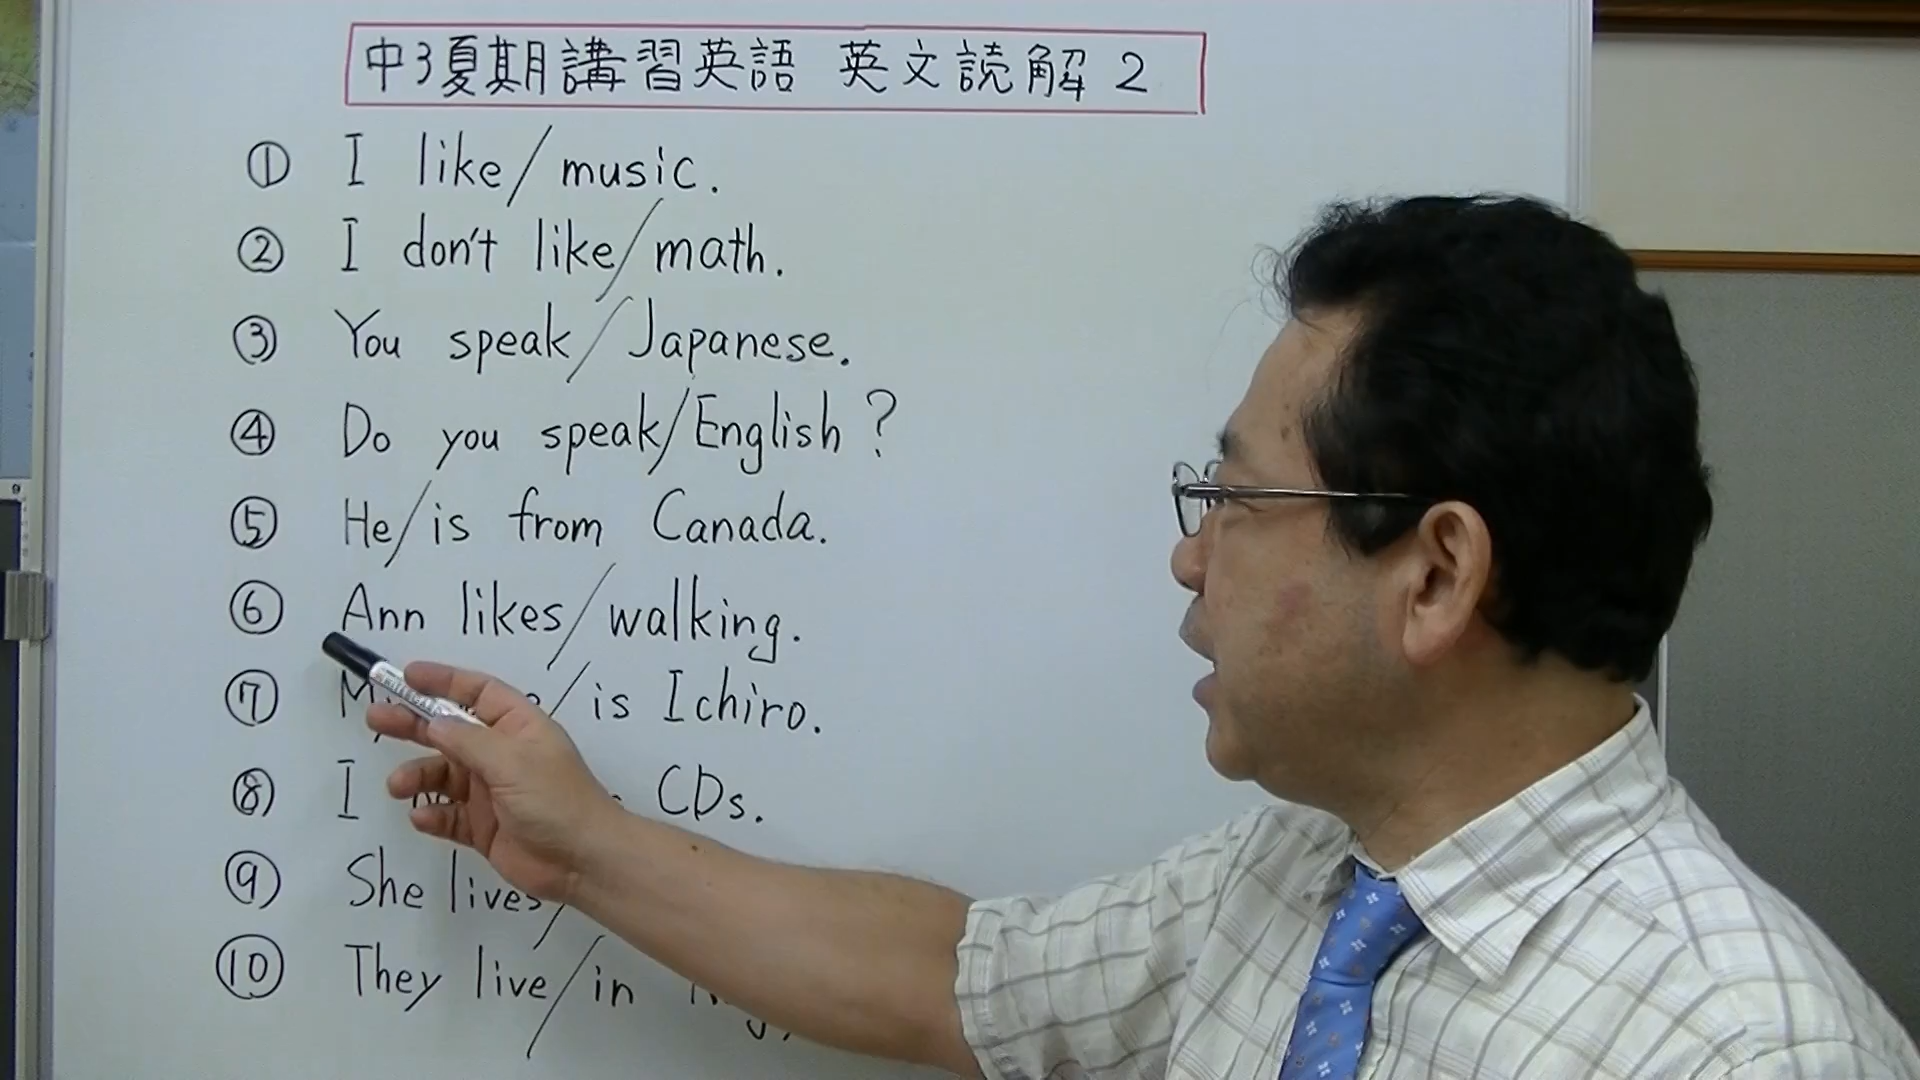 中3夏期講習英語 英文読解2
① I like/music.
② I don't like/math.
③ You speak/Japanese.
④ Do you speak/English?
⑤ He/is from Canada.
⑥ Ann likes/walking.
⑦ /is Ichiro.
⑧ I CDs.
⑨ She lives/
⑩ They live/in